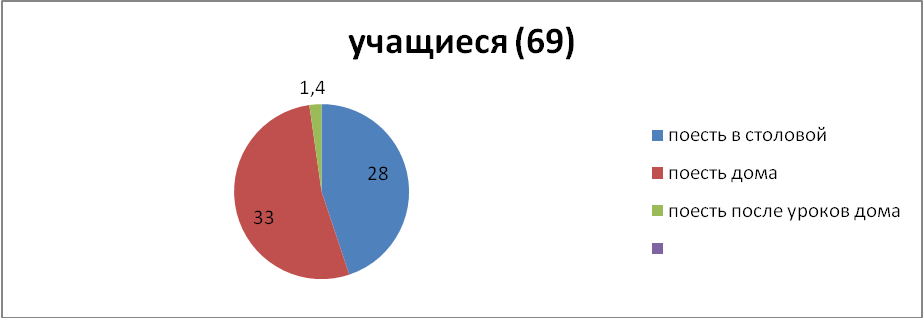 учащиеся (69)
1,4
28
33
поесть в столовой
поесть дома
поесть после уроков дома